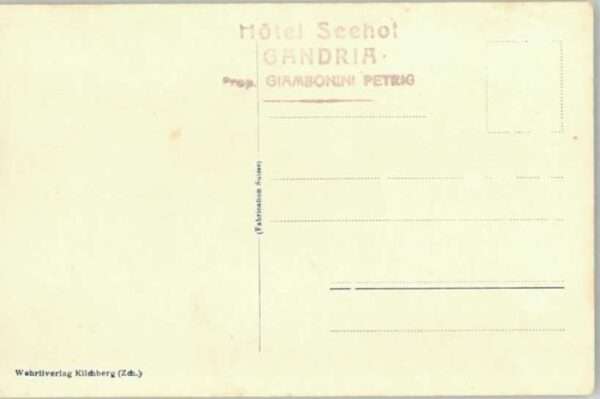 Hôtel Seehof
GANDRIA
Prop. GIAMBONINI PETRIG
(Fabrication Suisse)
Wehrliverlag Kilchberg (Zch.)